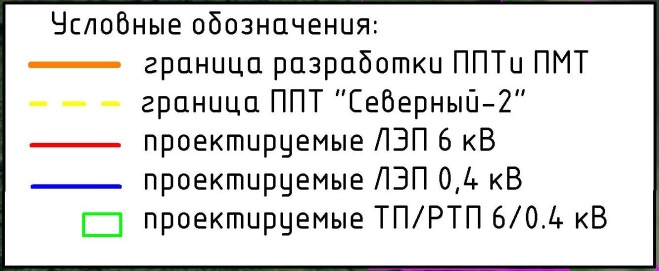 Условные обозначения:
граница разработки ППТи ПМТ
граница ППТ "Северный-2"
проектируемые ЛЭП 6 кВ
проектируемые ЛЭП 0,4 кВ
проектируемые ТП/РТП 6/0.4 кВ